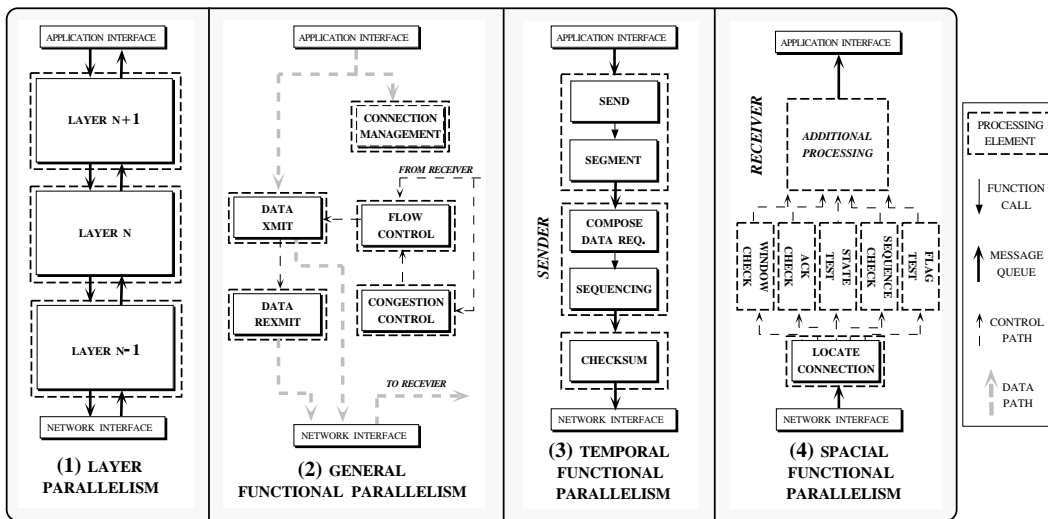 APPLICATION INTERFACE
LAYER N+1
LAYER N
LAYER N-1
NETWORK INTERFACE
(1) LAYER
PARALLELISM
APPLICATION INTERFACE
CONNECTION
MANAGEMENT
FROM RECEIVER
DATA
XMIT
FLOW
CONTROL
DATA
REXMIT
CONGESTION
CONTROL
TO RECEVIER
NETWORK INTERFACE
(2) GENERAL
FUNCTIONAL PARALLELISM
APPLICATION INTERFACE
SENDER
SEND
SEGMENT
COMPOSE
DATA REQ.
SEQUENCING
CHECKSUM
NETWORK INTERFACE
(3) TEMPORAL
FUNCTIONAL
PARALLELISM
APPLICATION INTERFACE
RECEIVER
ADDITIONAL
PROCESSING
WINDOW
CHECK
ACK
CHECK
STATE
TEST
SEQUENCE
CHECK
FLAG
TEST
LOCATE
CONNECTION
NETWORK INTERFACE
(4) SPACIAL
FUNCTIONAL
PARALLELISM
PROCESSING
ELEMENT
FUNCTION
CALL
MESSAGE
QUEUE
CONTROL
PATH
DATA
PATH